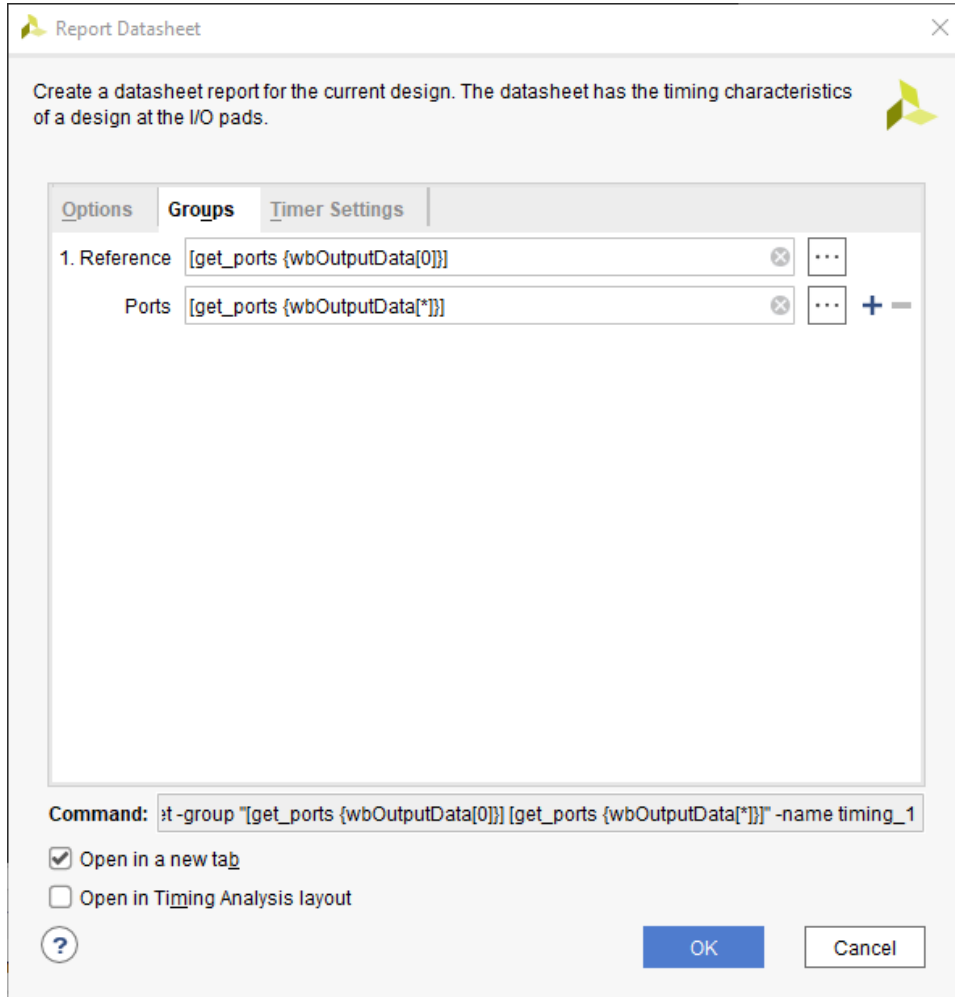 Report Datasheet
Create a datasheet report for the current design. The datasheet has the timing characteristics
of a design at the I/O pads.
Options Groups Timer Settings
1. Reference [get_ports {wbOutputData[0]}] ...
Ports [get_ports {wbOutputData[*]}] ...
Command: et -group "[get_ports {wbOutputData[0]}] [get_ports {wbOutputData[*]}]" -name timing_1
Open in a new tab
Open in Timing Analysis layout
? OK Cancel